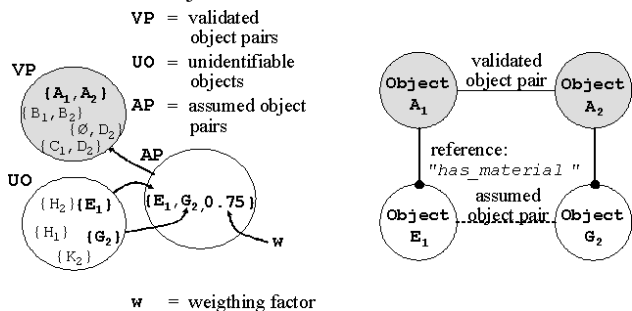 VP = validated
object pairs
UO = unidentifiable
objects
AP = assumed object
pairs
VP
{A1,A2}
{B1,B2}
{Ø,D2}
{C1,D2}
AP
UO
{H2}{E1}
{H1}
{G2}
{K2}
{E1,G2,0.75}
w
w = weigthing factor
validated
object pair
Object
A1
Object
A2
reference:
"has_material "
assumed
object pair
Object
E1
Object
G2